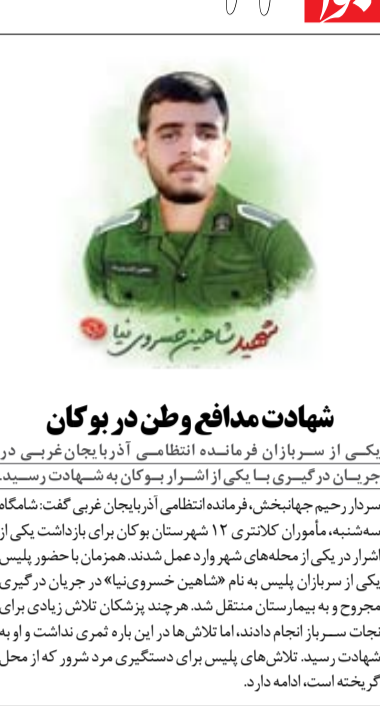 شهید شاهین خسروی نیا
شهادت مدافع وطن در بوکان
یکی از سربازان فرمانده انتظامی آذربایجان غربی در
جریان درگیری با یکی از اشرار بوکان به شهادت رسید.
سردار رحیم جهانبخش، فرمانده انتظامی آذربایجان غربی گفت: شامگاه
سه‌شنبه، مأموران کلانتری ۱۲ شهرستان بوکان برای بازداشت یکی از
اشرار در یکی از محله‌های شهر وارد عمل شدند. همزمان با حضور پلیس
یکی از سربازان پلیس به نام «شاهین خسروی‌نیا» در جریان درگیری
مجروح و به بیمارستان منتقل شد. هرچند پزشکان تلاش زیادی برای
نجات سرباز انجام دادند، اما تلاش‌ها در این باره ثمری نداشت و او به
شهادت رسید. تلاش‌های پلیس برای دستگیری مرد شرور که از محل
گریخته است، ادامه دارد.